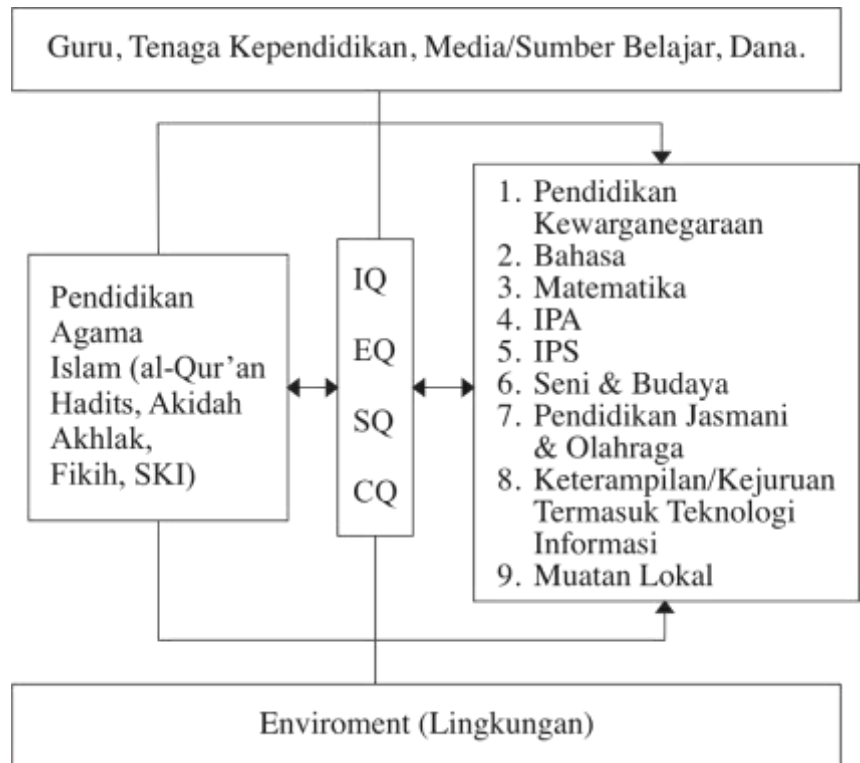 Guru, Tenaga Kependidikan, Media/Sumber Belajar, Dana.
Pendidikan
Agama
Islam (al-Qur’an
Hadits, Akidah
Akhlak,
Fikih, SKI)
IQ
EQ
SQ
CQ
1. Pendidikan
Kewarganegaraan
2. Bahasa
3. Matematika
4. IPA
5. IPS
6. Seni & Budaya
7. Pendidikan Jasmani
& Olahraga
8. Keterampilan/Kejuruan
Termasuk Teknologi
Informasi
9. Muatan Lokal
Enviroment (Lingkungan)